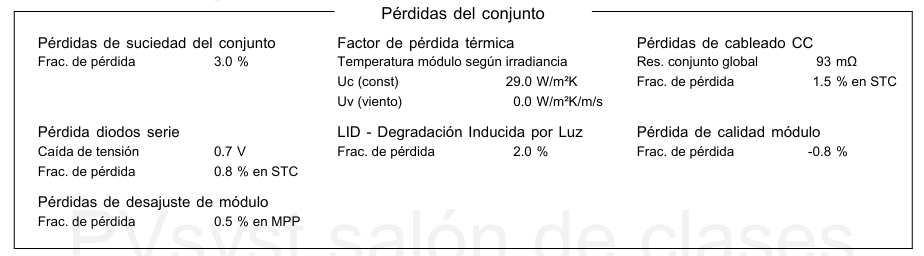 Pérdidas del conjunto
Pérdidas de suciedad del conjunto
Frac. de pérdida 3.0 %
Factor de pérdida térmica
Temperatura módulo según irradiancia
Uc (const) 29.0 W/m²K
Uv (viento) 0.0 W/m²K/m/s
Pérdidas de cableado CC
Res. conjunto global 93 mΩ
Frac. de pérdida 1.5 % en STC
Pérdida diodos serie
Caída de tensión 0.7 V
Frac. de pérdida 0.8 % en STC
LID - Degradación Inducida por Luz
Frac. de pérdida 2.0 %
Pérdida de calidad módulo
Frac. de pérdida -0.8 %
Pérdidas de desajuste de módulo
Frac. de pérdida 0.5 % en MPP
PVsyst salón de clases